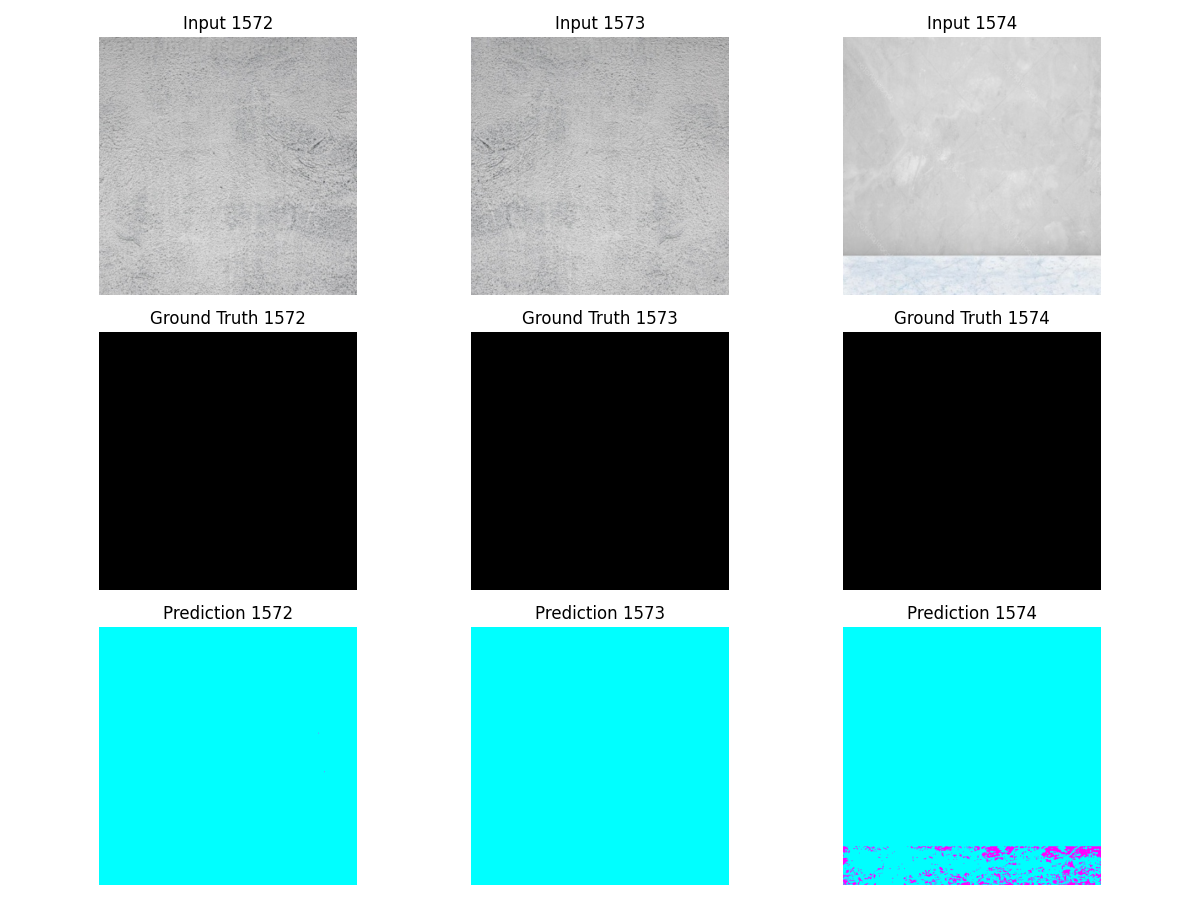 Input 1572
Input 1573
Input 1574
Ground Truth 1572
Ground Truth 1573
Ground Truth 1574
Prediction 1572
Prediction 1573
Prediction 1574